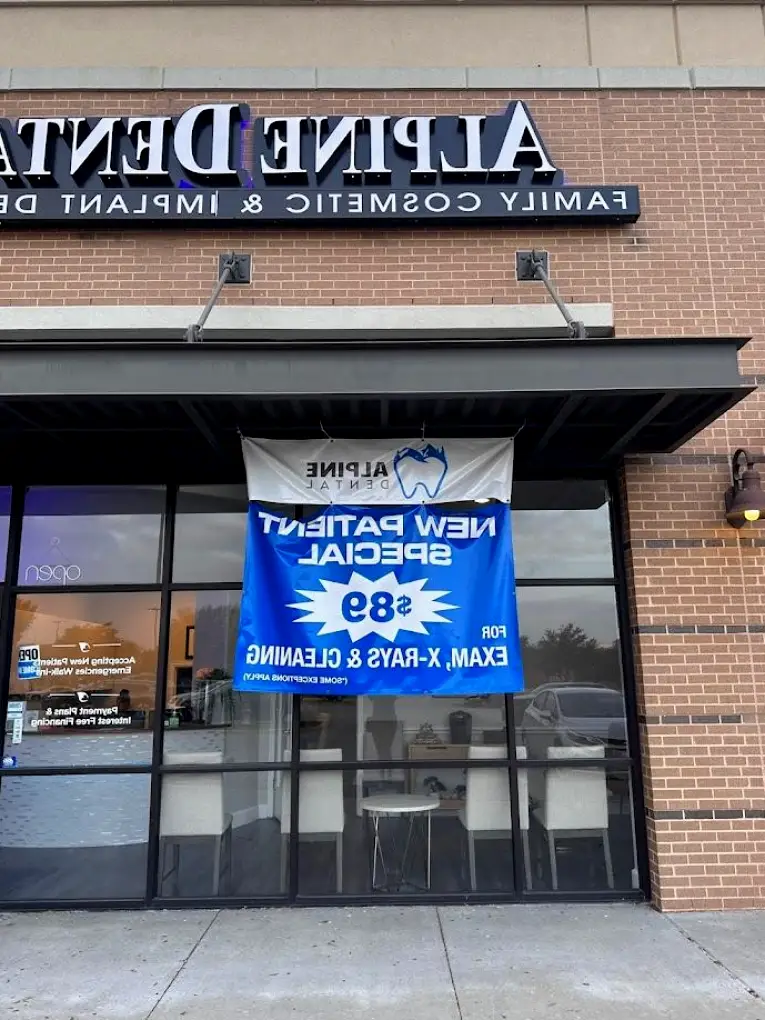 ALPINE DENTA
FAMILY COSMETIC & IMPLANT DE
ALPINE
DENTAL
NEW PATIENT
SPECIAL
$89
FOR
EXAM, X-RAYS & CLEANING
(*SOME EXCEPTIONS APPLY)
open
Accepting New Patients
Emergencies Walk-ins
Payment Plans &
Interest Free Financing